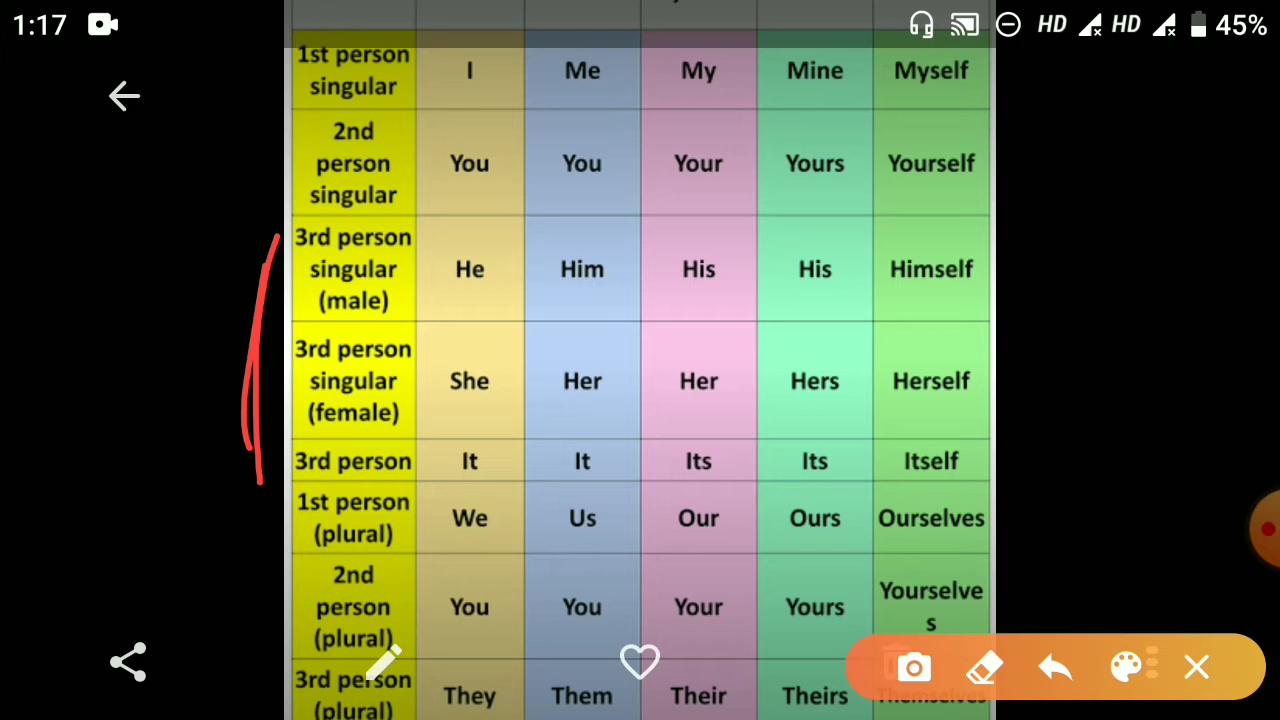 1:17 HD HD 45%
1st person
singular
I Me My Mine Myself
2nd
person
singular
You You Your Yours Yourself
3rd person
singular
(male)
He Him His His Himself
3rd person
singular
(female)
She Her Her Hers Herself
3rd person It It Its Its Itself
1st person
(plural)
We Us Our Ours Ourselves
2nd
person
(plural)
You You Your Yours Yourselve
s
3rd person
(plural)
They Them Their Theirs Themselves